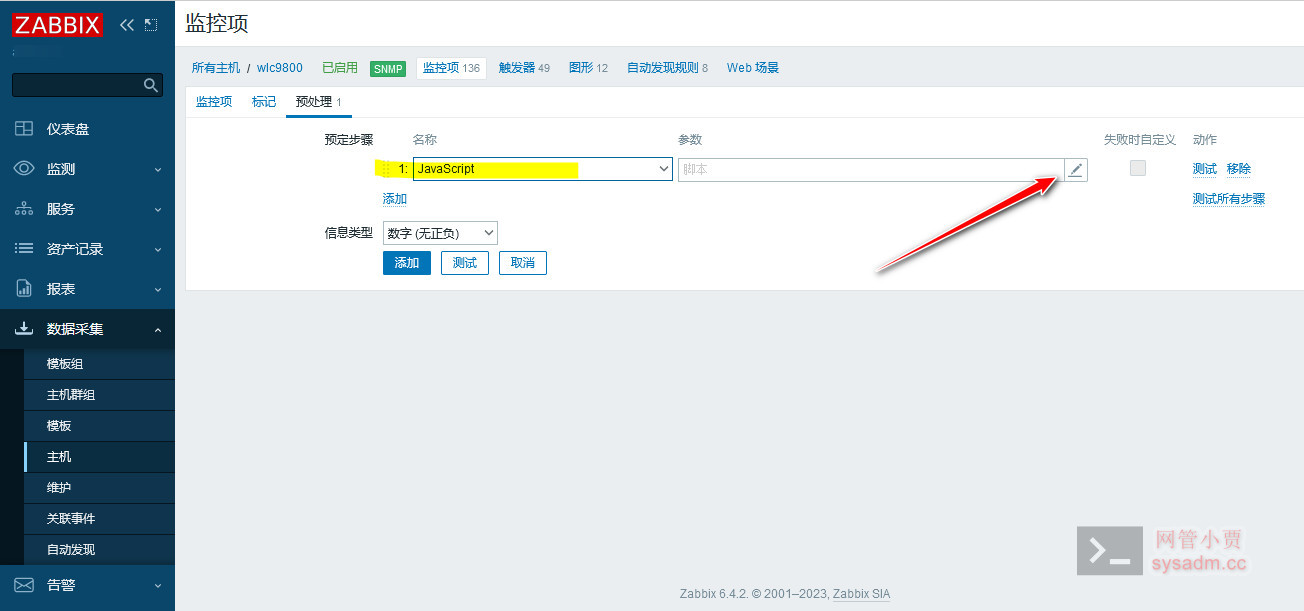 ZABBIX
监控项
所有主机 / wlc9800 已启用 SNMP 监控项 136 触发器 49 图形 12 自动发现规则 8 Web 场景
监控项 标记 预处理 1
预定步骤 名称 参数 失败时自定义 动作
1: JavaScript 脚本 测试 移除
添加 测试所有步骤
信息类型 数字 (无正负)
添加 测试 取消
仪表盘
监测
服务
资产记录
报表
数据采集
模板组
主机群组
模板
主机
维护
关联事件
自动发现
告警
网管小贾
sysadm.cc
Zabbix 6.4.2. © 2001–2023, Zabbix SIA